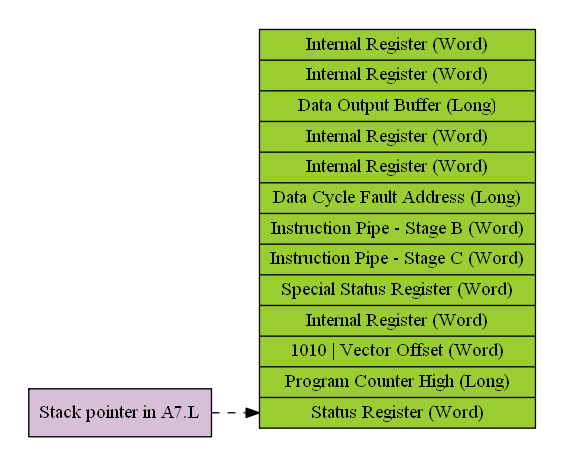 Internal Register (Word)
Internal Register (Word)
Data Output Buffer (Long)
Internal Register (Word)
Internal Register (Word)
Data Cycle Fault Address (Long)
Instruction Pipe - Stage B (Word)
Instruction Pipe - Stage C (Word)
Special Status Register (Word)
Internal Register (Word)
1010 | Vector Offset (Word)
Program Counter High (Long)
Stack pointer in A7.L
Status Register (Word)